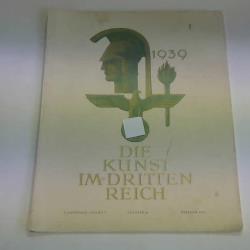 1939
DIE
KUNST
IM·DRITTEN
REICH